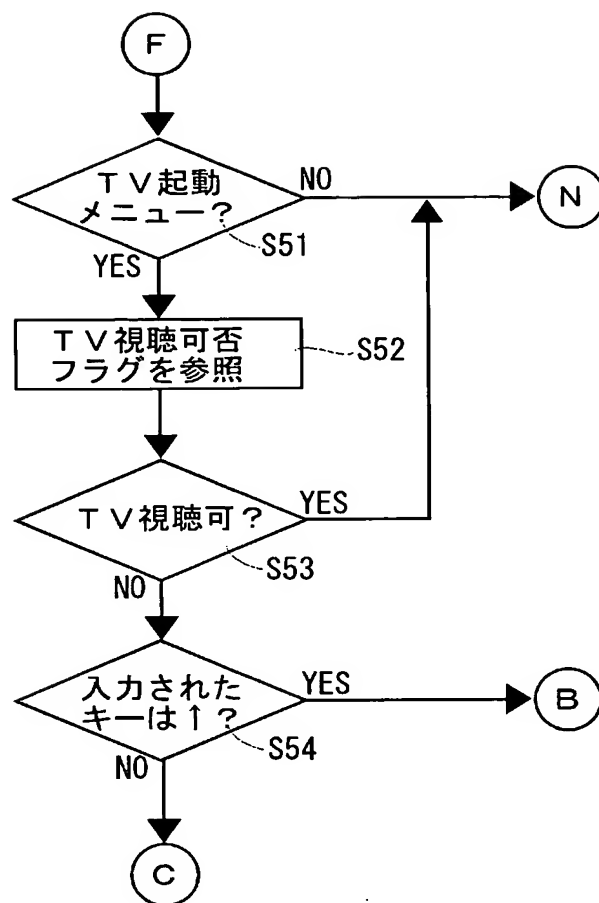 F
TV起動
メニュー?
NO
N
S51
YES
TV視聴可否
フラグを参照
S52
TV視聴可?
YES
S53
NO
入力された
キーは↑?
YES
B
S54
NO
C